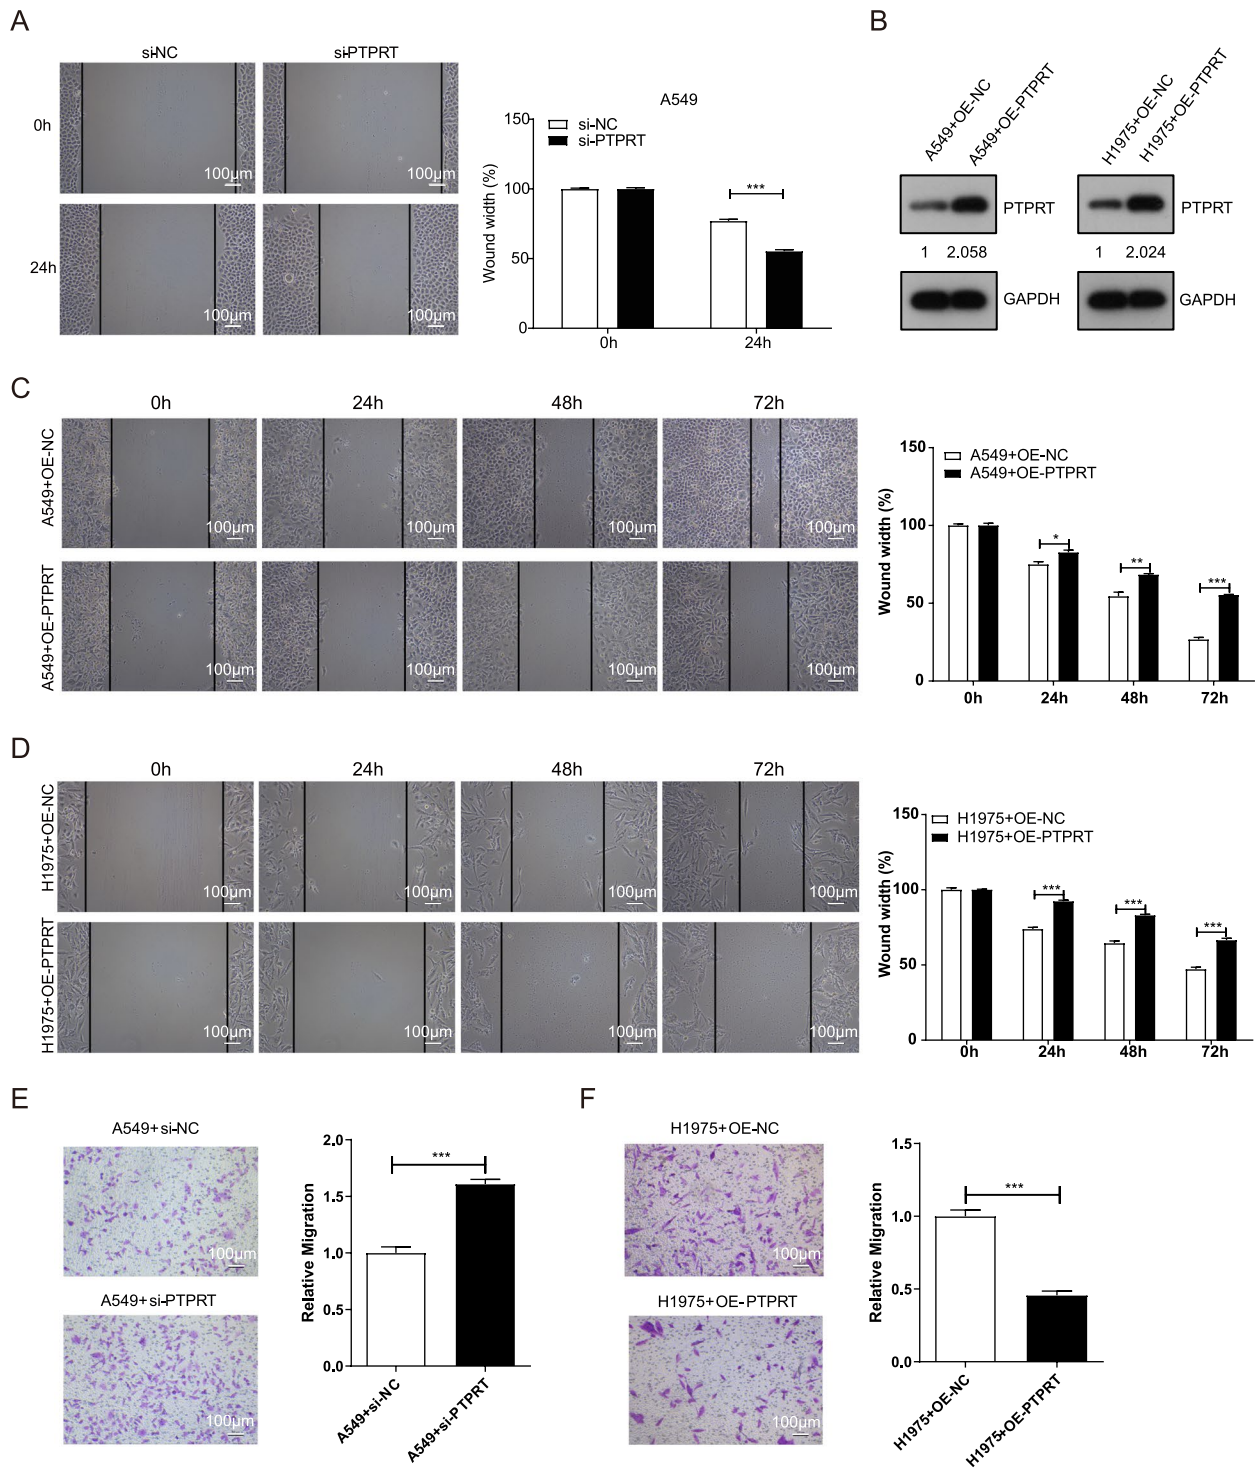 A
si-NC
si-PTPRT
0h
100µm
100µm
24h
100µm
100µm
A549
si-NC
si-PTPRT
Wound width (%)
150
100
50
0
***
0h
24h
B
A549+OE-NC
A549+OE-PTPRT
H1975+OE-NC
H1975+OE-PTPRT
PTPRT
PTPRT
1 2.058
1 2.024
GAPDH
GAPDH
C
0h
24h
48h
72h
A549+OE-NC
100µm
100µm
100µm
100µm
A549+OE-PTPRT
100µm
100µm
100µm
100µm
A549+OE-NC
A549+OE-PTPRT
Wound width (%)
150
100
50
0
*
**
***
0h
24h
48h
72h
D
0h
24h
48h
72h
H1975+OE-NC
100µm
100µm
100µm
100µm
H1975+OE-PTPRT
100µm
100µm
100µm
100µm
H1975+OE-NC
H1975+OE-PTPRT
Wound width (%)
150
100
50
0
***
***
***
0h
24h
48h
72h
E
A549+si-NC
100µm
A549+si-PTPRT
100µm
Relative Migration
2.0
1.5
1.0
0.5
0.0
***
A549+si-NC
A549+si-PTPRT
F
H1975+OE-NC
100µm
H1975+OE-PTPRT
100µm
Relative Migration
1.5
1.0
0.5
0.0
***
H1975+OE-NC
H1975+OE-PTPRT